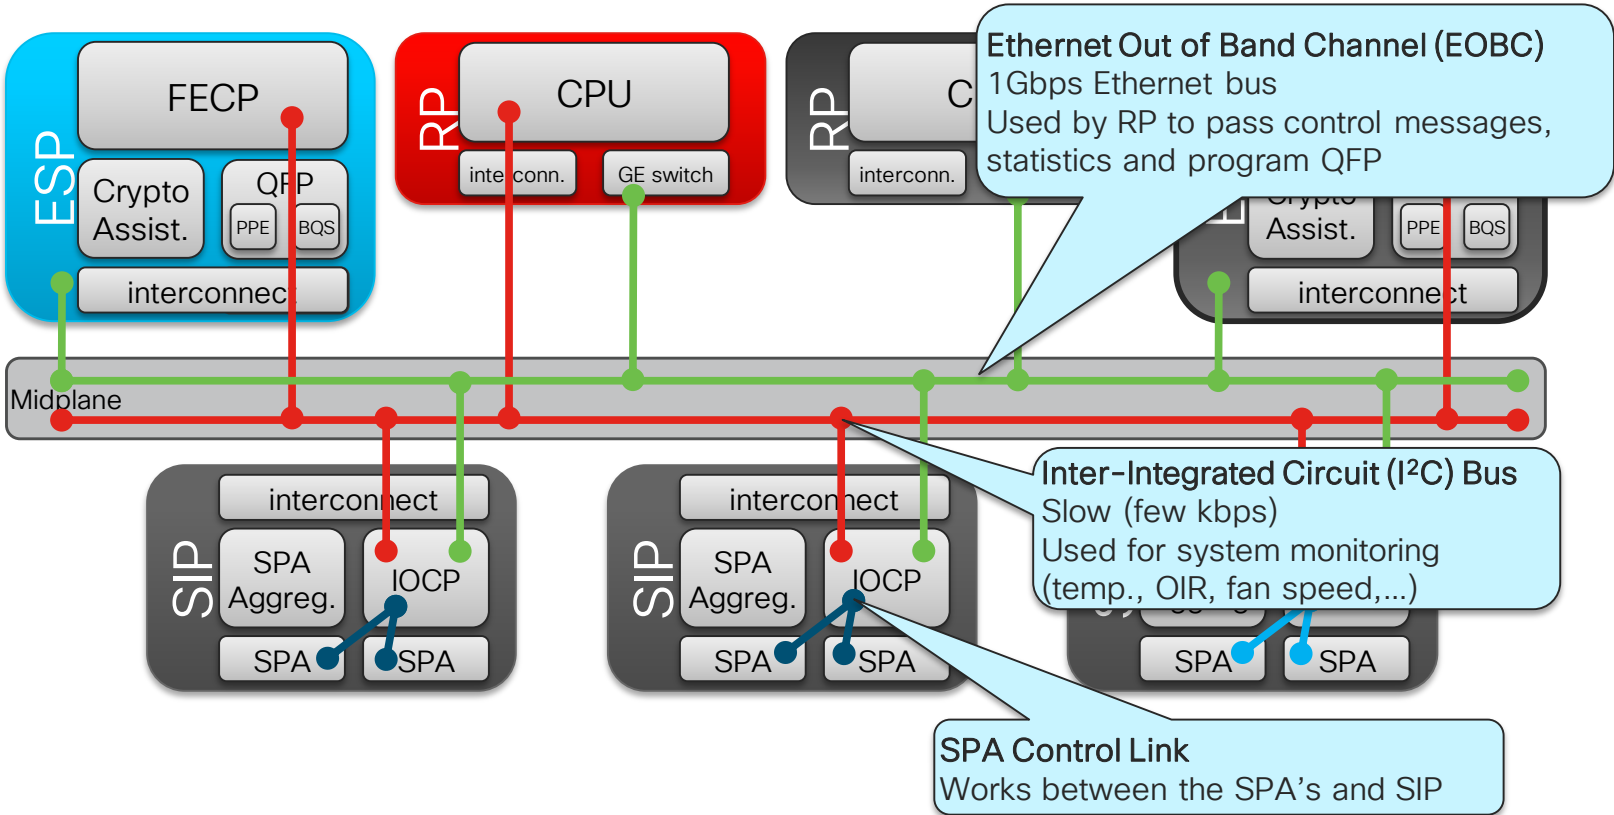 ESP
FECP
Crypto
Assist.
QFP
PPE
BQS
interconnect
RP
CPU
interconn.
GE switch
RP
C
interconn.
Ethernet Out of Band Channel (EOBC)
1Gbps Ethernet bus
Used by RP to pass control messages,
statistics and program QFP
Crypto
Assist.
PPE
BQS
interconnect
Midplane
SIP
interconnect
SPA
Aggreg.
IOCP
SPA
SPA
SIP
interconnect
SPA
Aggreg.
IOCP
SPA
SPA
Inter-Integrated Circuit (I²C) Bus
Slow (few kbps)
Used for system monitoring
(temp., OIR, fan speed,...)
SPA
SPA
SPA Control Link
Works between the SPA's and SIP